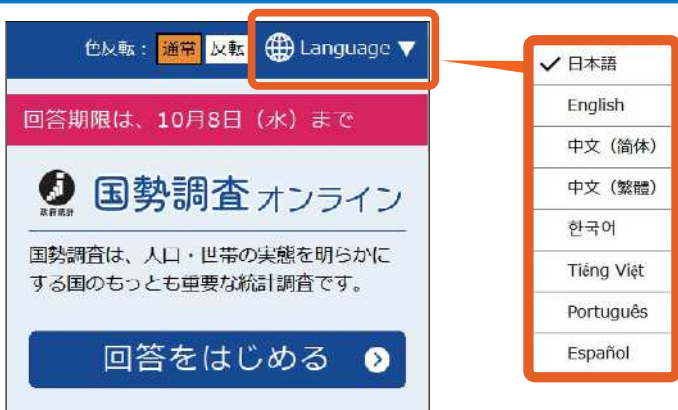 色反転： 通常 反転 Language ▼
回答期限は、10月8日（水）まで
政府統計
国勢調査オンライン
国勢調査は、人口・世帯の実態を明らかに
する国のもっとも重要な統計調査です。
回答をはじめる
✓ 日本語
English
中文（简体）
中文（繁體）
한국어
Tiếng Việt
Português
Español